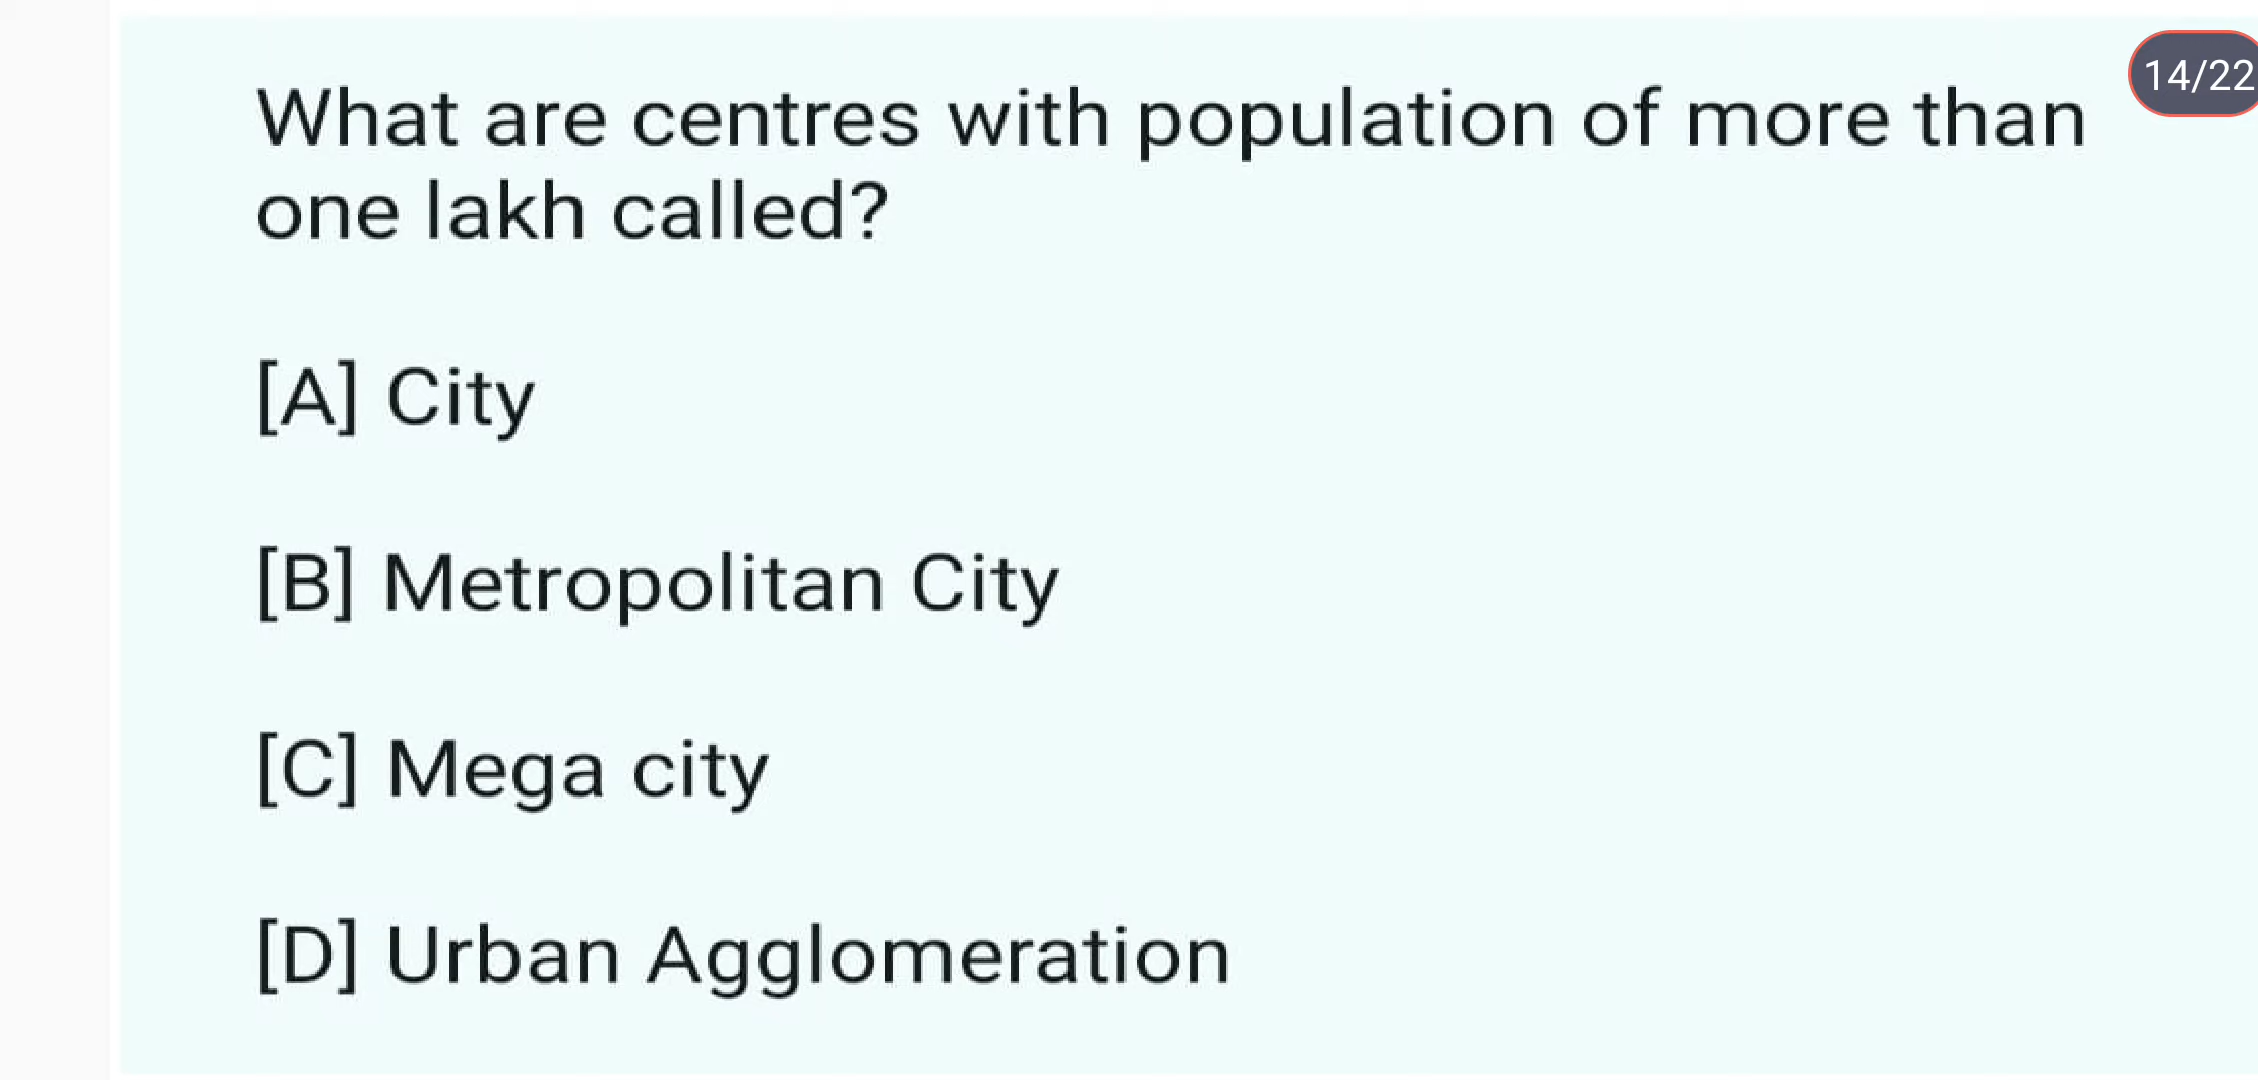 14/22
What are centres with population of more than
one lakh called?
[A] City
[B] Metropolitan City
[C] Mega city
[D] Urban Agglomeration